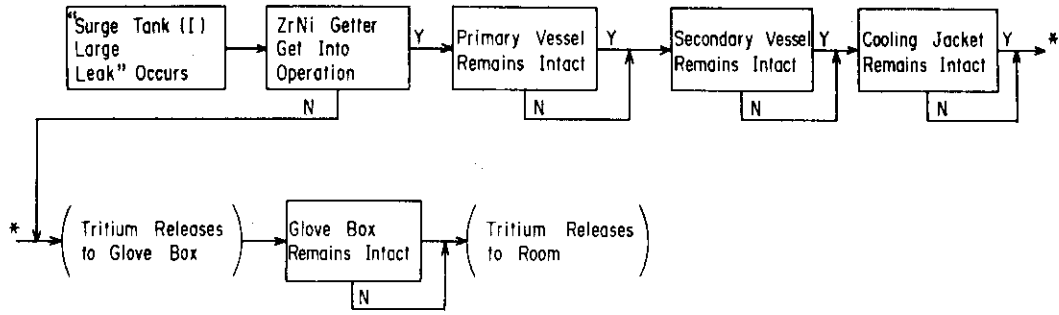 "Surge Tank (I)
Large
Leak" Occurs
ZrNi Getter
Get Into
Operation
Y
N
Primary Vessel
Remains Intact
Y
N
Secondary Vessel
Remains Intact
Y
N
Cooling Jacket
Remains Intact
Y
N
*
*
(Tritium Releases
to Glove Box)
Glove Box
Remains Intact
N
(Tritium Releases
to Room)